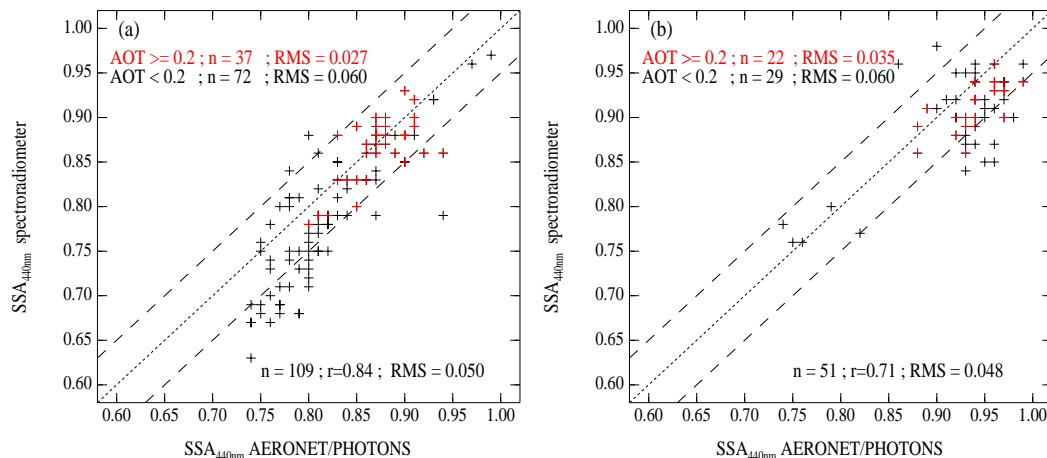 (a)
AOT >= 0.2 ; n = 37 ; RMS = 0.027
AOT < 0.2 ; n = 72 ; RMS = 0.060
n = 109 ; r=0.84 ; RMS = 0.050
1.00
0.95
0.90
0.85
0.80
0.75
0.70
0.65
0.60
0.60 0.65 0.70 0.75 0.80 0.85 0.90 0.95 1.00
SSA440nm spectroradiometer
SSA440nm AERONET/PHOTONS
(b)
AOT >= 0.2 ; n = 22 ; RMS = 0.035
AOT < 0.2 ; n = 29 ; RMS = 0.060
n = 51 ; r=0.71 ; RMS = 0.048
1.00
0.95
0.90
0.85
0.80
0.75
0.70
0.65
0.60
0.60 0.65 0.70 0.75 0.80 0.85 0.90 0.95 1.00
SSA440nm spectroradiometer
SSA440nm AERONET/PHOTONS